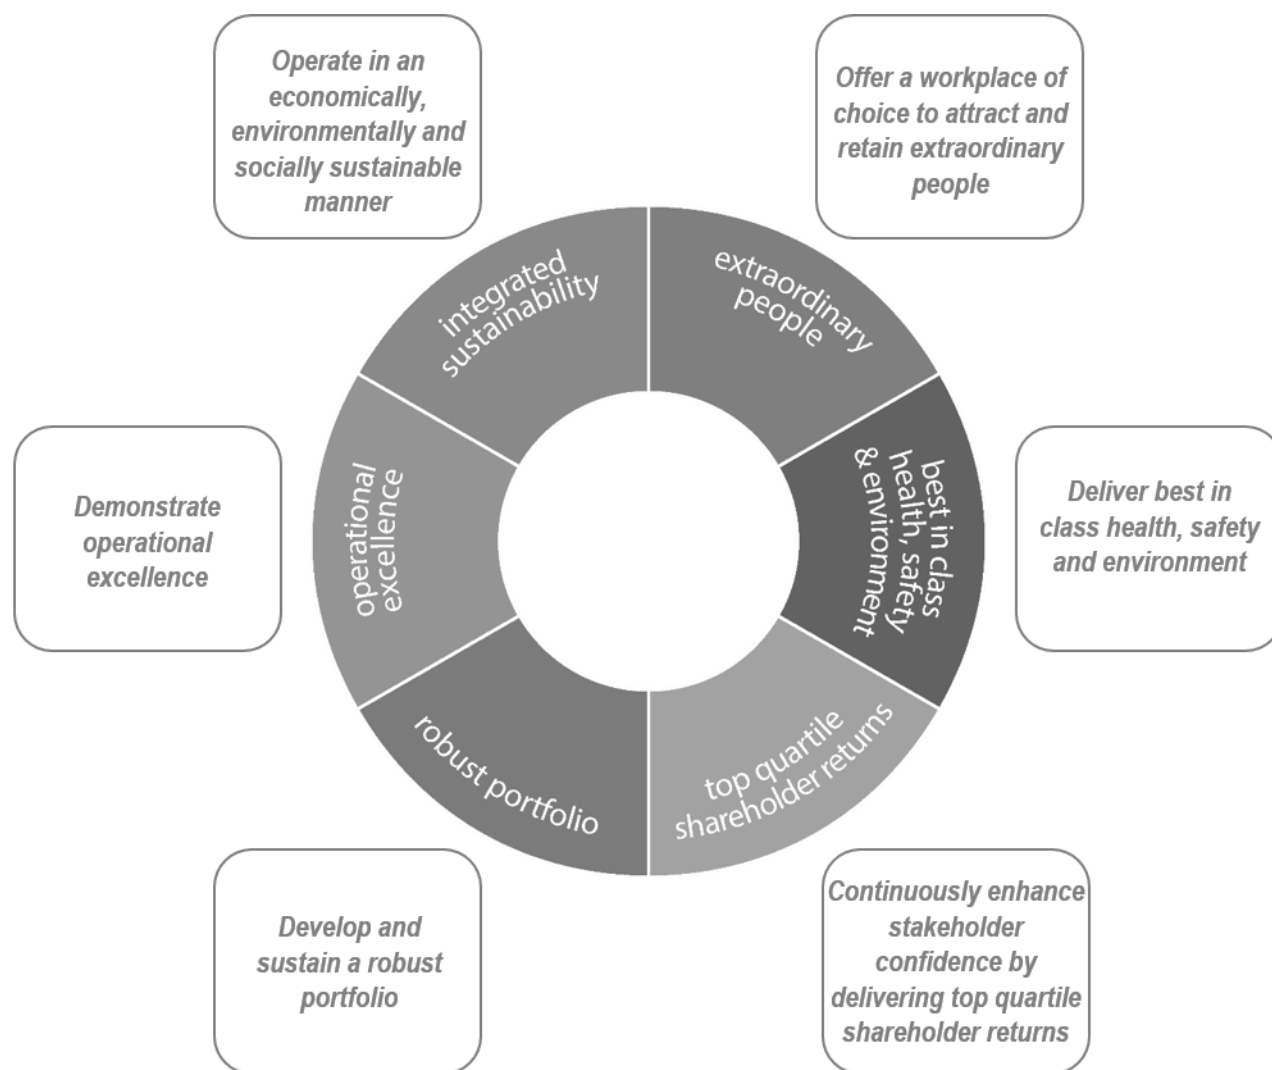 Operate in an
economically,
environmentally and
socially sustainable
manner
Offer a workplace of
choice to attract and
retain extraordinary
people
integrated
sustainability
extraordinary
people
operational
excellence
best in class
health, safety
& environment
Demonstrate
operational
excellence
Deliver best in
class health, safety
and environment
robust portfolio
top quartile
shareholder returns
Develop and
sustain a robust
portfolio
Continuously enhance
stakeholder
confidence by
delivering top quartile
shareholder returns